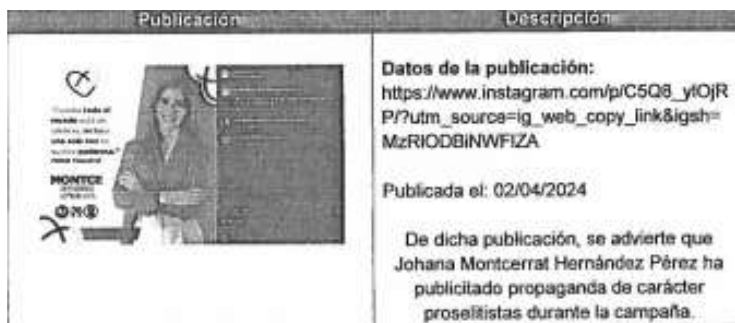 Publicación
Descripción
MONTCE
Datos de la publicación:
https://www.instagram.com/p/C5Q8_ytOjR
P/?utm_source=ig_web_copy_link&igsh=
MzRlODBiNWFlZA
Publicada el: 02/04/2024
De dicha publicación, se advierte que
Johana Montcerrat Hernández Pérez ha
publicitado propaganda de carácter
proselitistas durante la campaña.